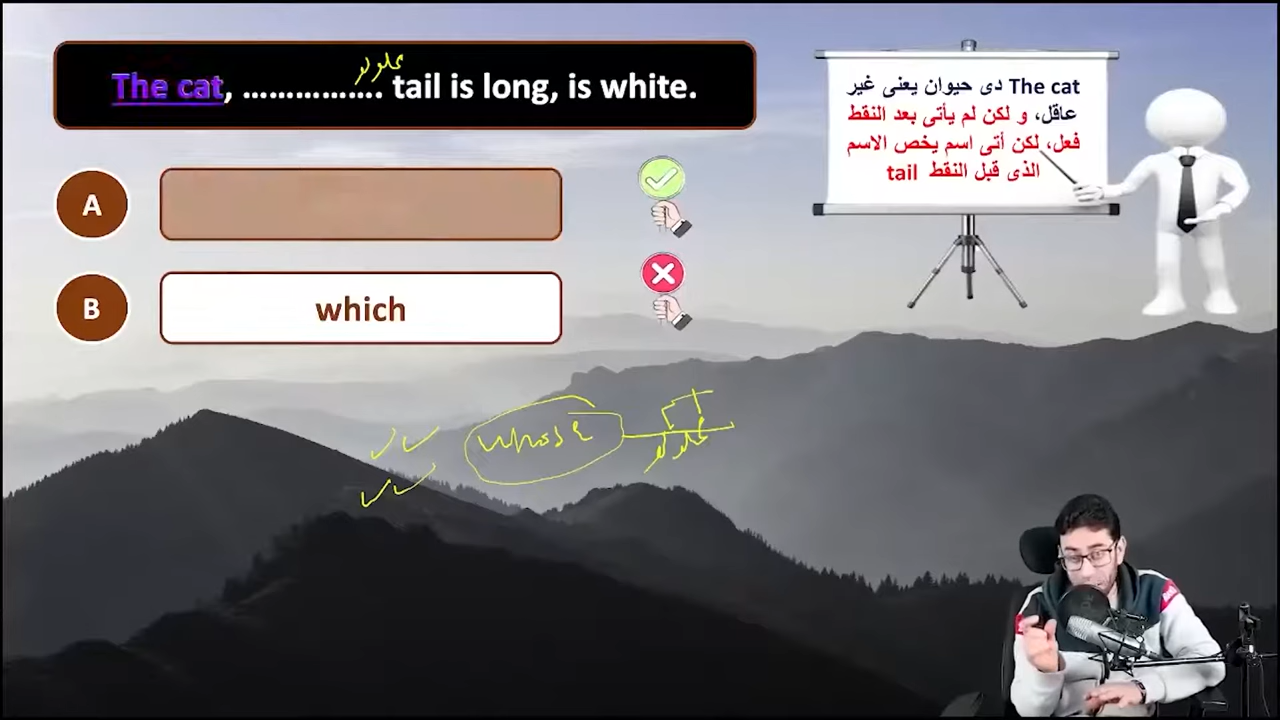 The cat, ................ tail is long, is white.
The cat دى حيوان يعنى غير
عاقل، و لكن لم يأتى بعد النقط
فعل، لكن أتى اسم يخص الاسم
الذى قبل النقط tail
A
B
which
whose